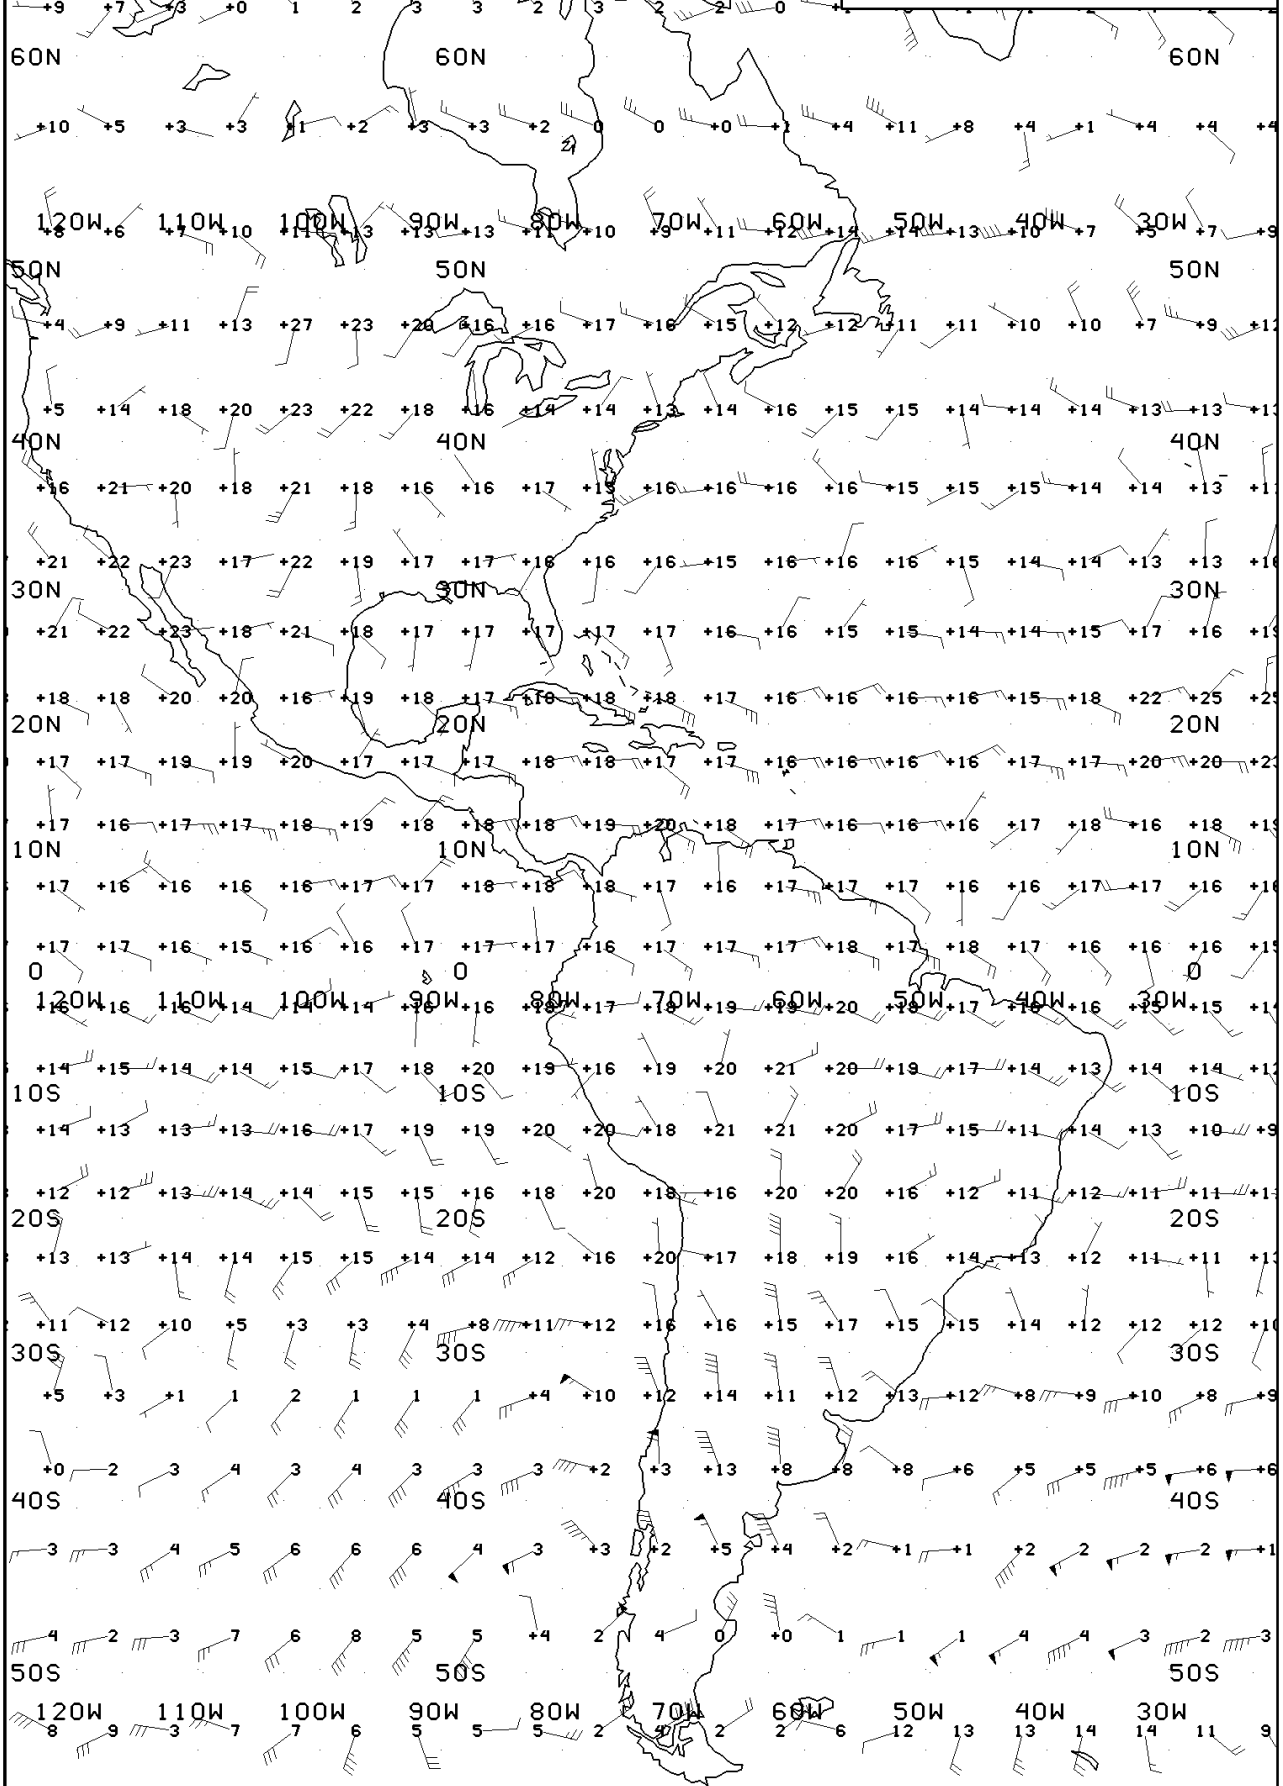 +9 +7 +3 +0 1 2 3 3 2 3 2 2 0
60N 60N 60N
+10 +5 +3 +3 +1 +2 +3 +3 +2 0 0 +0 +1 +4 +11 +8 +4 +1 +4 +4 +4
120W 110W 100W 90W 80W 70W 60W 50W 40W 30W
+6 +7 +10 +13 +13 +13 +10 +9 +11 +12 +14 +14 +13 +10 +7 +5 +7 +9
50N 50N 50N
+4 +9 +11 +13 +27 +23 +20 +16 +16 +17 +16 +15 +12 +12 +11 +11 +10 +10 +7 +9 +12
+5 +14 +18 +20 +23 +22 +18 +16 +14 +14 +13 +14 +16 +15 +15 +14 +14 +14 +13 +13
40N 40N 40N
+16 +21 +20 +18 +21 +18 +16 +16 +17 +13 +16 +16 +16 +16 +15 +15 +15 +14 +14 +13
+21 +22 +23 +17 +22 +19 +17 +17 +16 +16 +16 +15 +16 +16 +16 +15 +14 +14 +13 +13
30N 30N 30N
+21 +22 +23 +18 +21 +18 +17 +17 +17 +17 +17 +16 +16 +15 +15 +14 +14 +15 +17 +16
+18 +18 +20 +20 +16 +19 +18 +17 +18 +18 +18 +17 +16 +16 +16 +16 +15 +18 +22 +25
20N 20N 20N
+17 +17 +19 +19 +20 +17 +17 +17 +18 +18 +17 +17 +16 +16 +16 +16 +17 +17 +20 +20
+17 +16 +17 +17 +18 +19 +18 +18 +18 +19 +20 +18 +17 +16 +16 +16 +17 +18 +16 +18
10N 10N 10N
+17 +16 +16 +16 +16 +17 +17 +18 +18 +18 +17 +16 +17 +17 +17 +16 +16 +17 +17 +16
+17 +17 +16 +15 +16 +16 +17 +17 +17 +16 +17 +17 +17 +18 +17 +18 +17 +16 +16 +16
0 0 0
120W 110W 100W 90W 80W 70W 60W 50W 40W 30W
+16 +16 +16 +14 +14 +14 +16 +16 +18 +17 +18 +19 +19 +20 +18 +17 +16 +16 +15 +15
+14 +15 +14 +14 +15 +17 +18 +20 +19 +16 +19 +20 +21 +20 +19 +17 +14 +13 +14 +14
10S 10S 10S
+14 +13 +13 +13 +16 +17 +19 +19 +20 +20 +18 +21 +21 +20 +17 +15 +11 +14 +13 +10 +9
+12 +12 +13 +14 +14 +15 +15 +16 +18 +20 +18 +16 +20 +20 +16 +12 +11 +12 +11 +11
20S 20S 20S
+13 +13 +14 +14 +15 +15 +14 +14 +12 +16 +20 +17 +18 +19 +16 +14 +13 +12 +11 +11
+11 +12 +10 +5 +3 +3 +4 +8 +11 +12 +16 +16 +15 +17 +15 +15 +14 +12 +12 +12 +10
30S 30S 30S
+5 +3 +1 1 2 1 1 1 +4 +10 +12 +14 +11 +12 +13 +12 +8 +9 +10 +8 +9
+0 2 3 4 3 4 3 3 3 +2 +3 +13 +8 +8 +8 +6 +5 +5 +5 +6 +6
40S 40S 40S
3 3 4 5 6 6 6 4 3 +3 +2 +5 +4 +2 +1 +1 +2 2 2 2 +1
4 2 3 7 6 8 5 5 +4 2 4 0 +0 1 1 1 4 4 3 2 3
50S 50S 50S
120W 110W 100W 90W 80W 70W 60W 50W 40W 30W
8 9 3 7 7 6 5 5 5 2 4 2 2 6 12 13 13 14 14 11 9